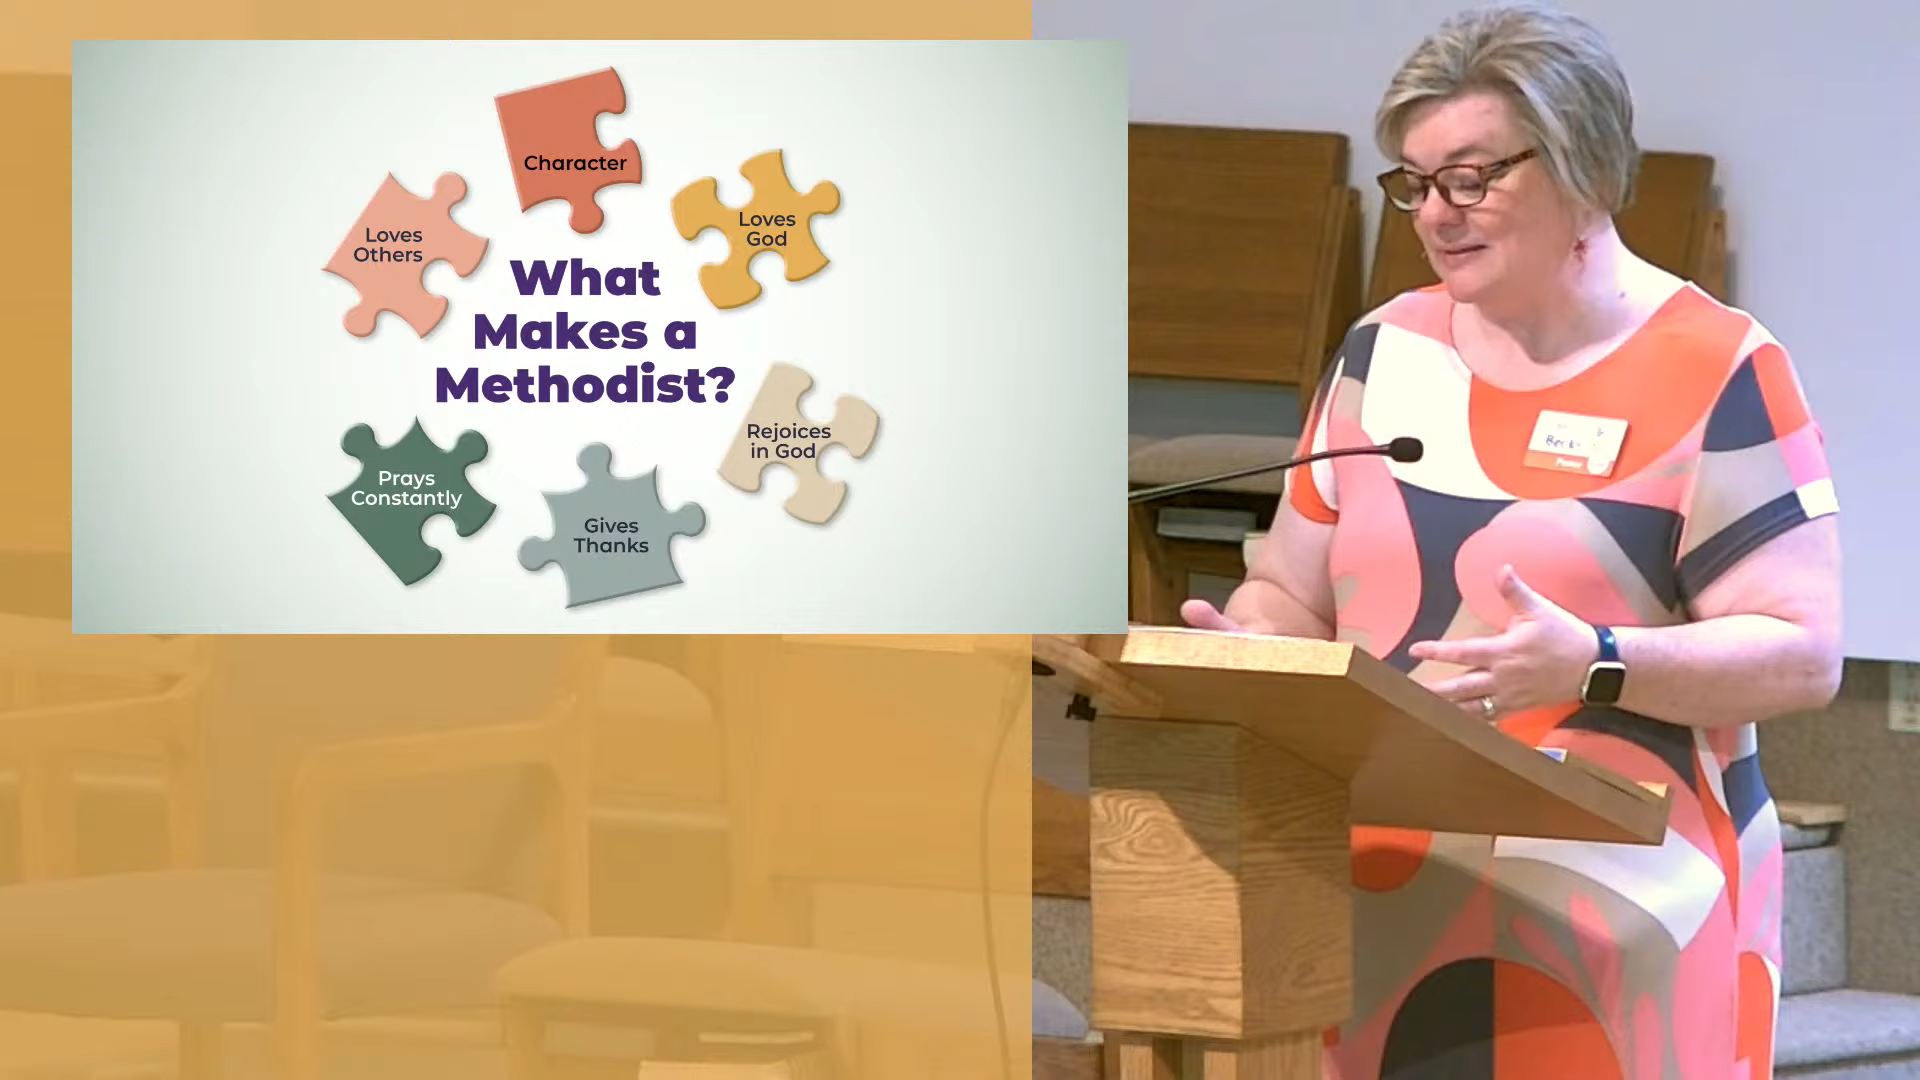 Character
Loves
God
Loves
Others
What
Makes a
Methodist?
Rejoices
in God
Prays
Constantly
Gives
Thanks